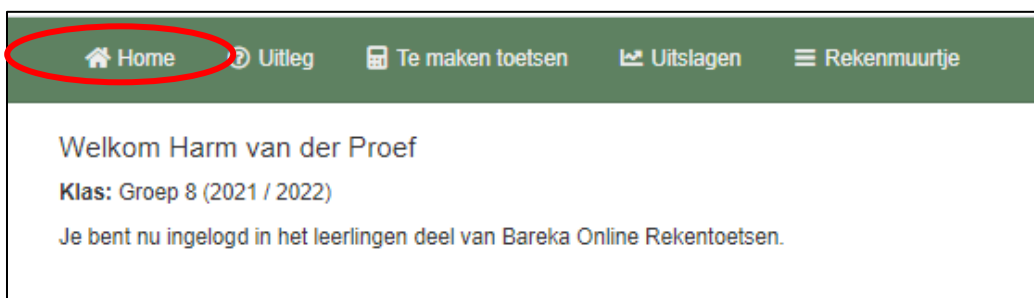 Home Uitleg Te maken toetsen Uitslagen Rekenmuurtje
Welkom Harm van der Proef
Klas: Groep 8 (2021 / 2022)
Je bent nu ingelogd in het leerlingen deel van Bareka Online Rekentoetsen.